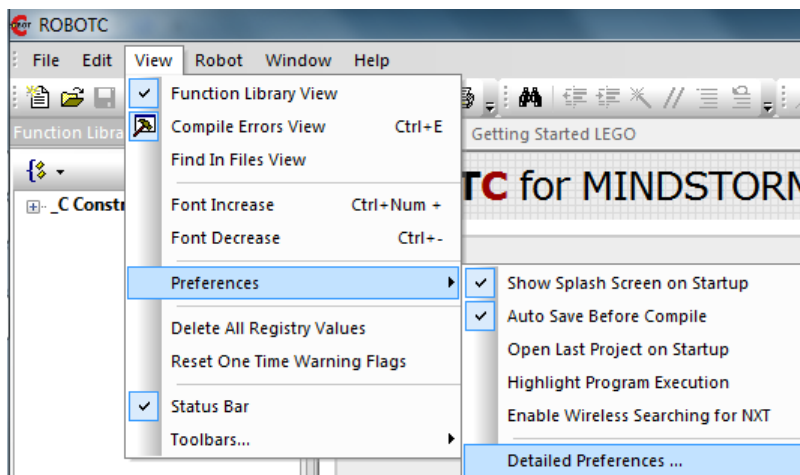 ROBOTC
File Edit View Robot Window Help
Function Libra
Getting Started LEGO
_C Constr
TC for MINDSTORM
Function Library View
Compile Errors View Ctrl+E
Find In Files View
Font Increase Ctrl+Num +
Font Decrease Ctrl+-
Preferences
Delete All Registry Values
Reset One Time Warning Flags
Status Bar
Toolbars...
Show Splash Screen on Startup
Auto Save Before Compile
Open Last Project on Startup
Highlight Program Execution
Enable Wireless Searching for NXT
Detailed Preferences ...